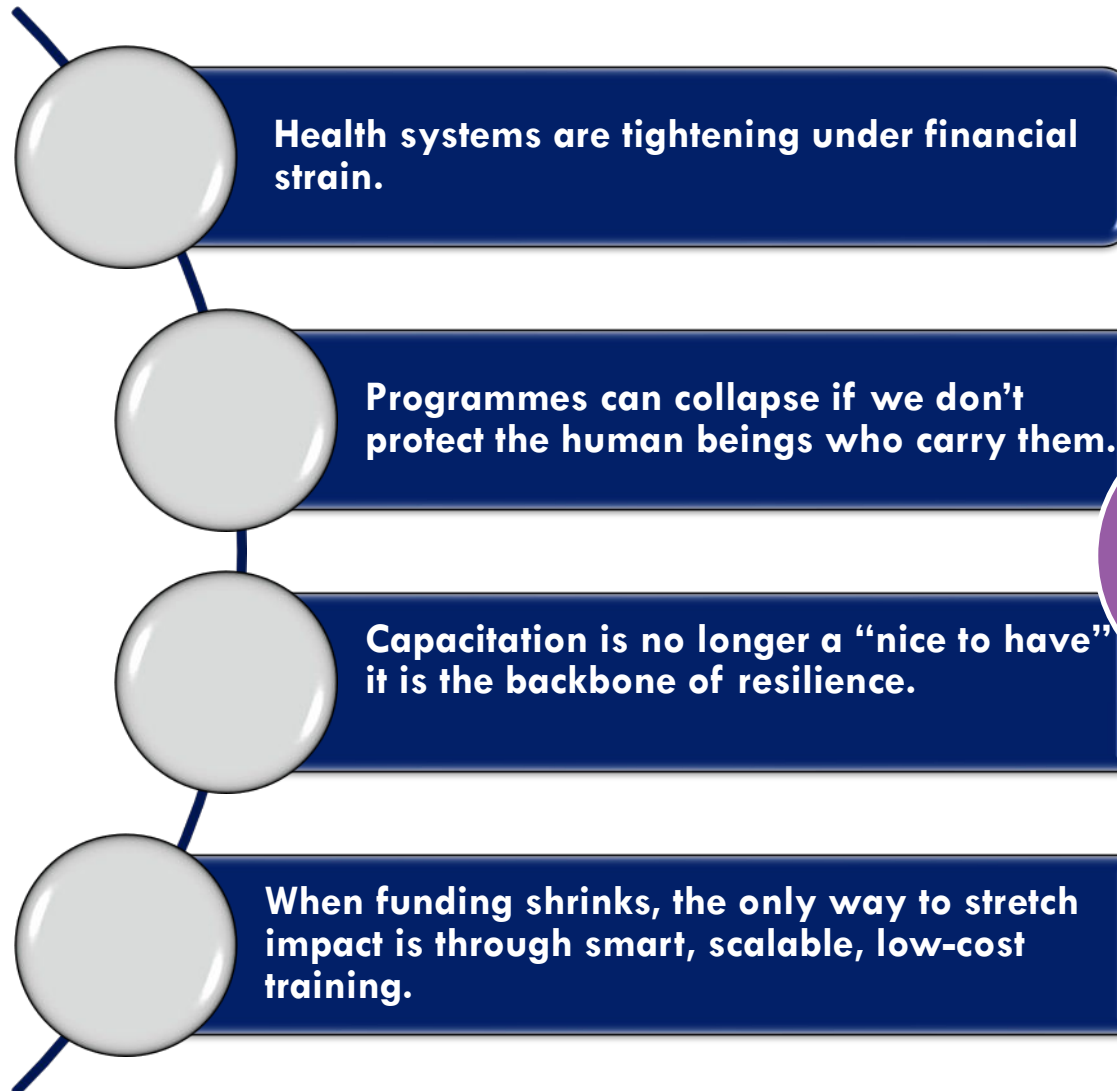 Health systems are tightening under financial
strain.
Programmes can collapse if we don’t
protect the human beings who carry them.
Capacitation is no longer a “nice to have”
it is the backbone of resilience.
When funding shrinks, the only way to stretch
impact is through smart, scalable, low-cost
training.